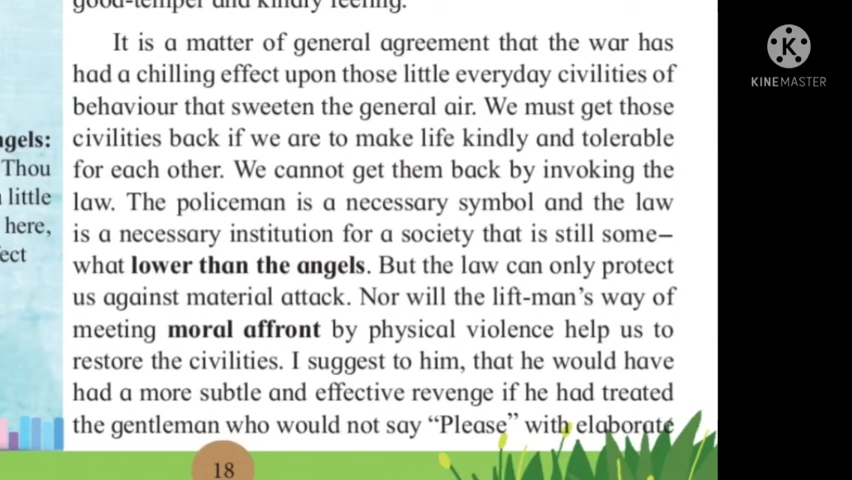 good-temper and kindly feeling.
It is a matter of general agreement that the war has
had a chilling effect upon those little everyday civilities of
behaviour that sweeten the general air. We must get those
civilities back if we are to make life kindly and tolerable
for each other. We cannot get them back by invoking the
law. The policeman is a necessary symbol and the law
is a necessary institution for a society that is still some–
what lower than the angels. But the law can only protect
us against material attack. Nor will the lift-man's way of
meeting moral affront by physical violence help us to
restore the civilities. I suggest to him, that he would have
had a more subtle and effective revenge if he had treated
the gentleman who would not say “Please” with elaborate
ngels:
Thou
little
here,
ect
18
K
KINEMASTER